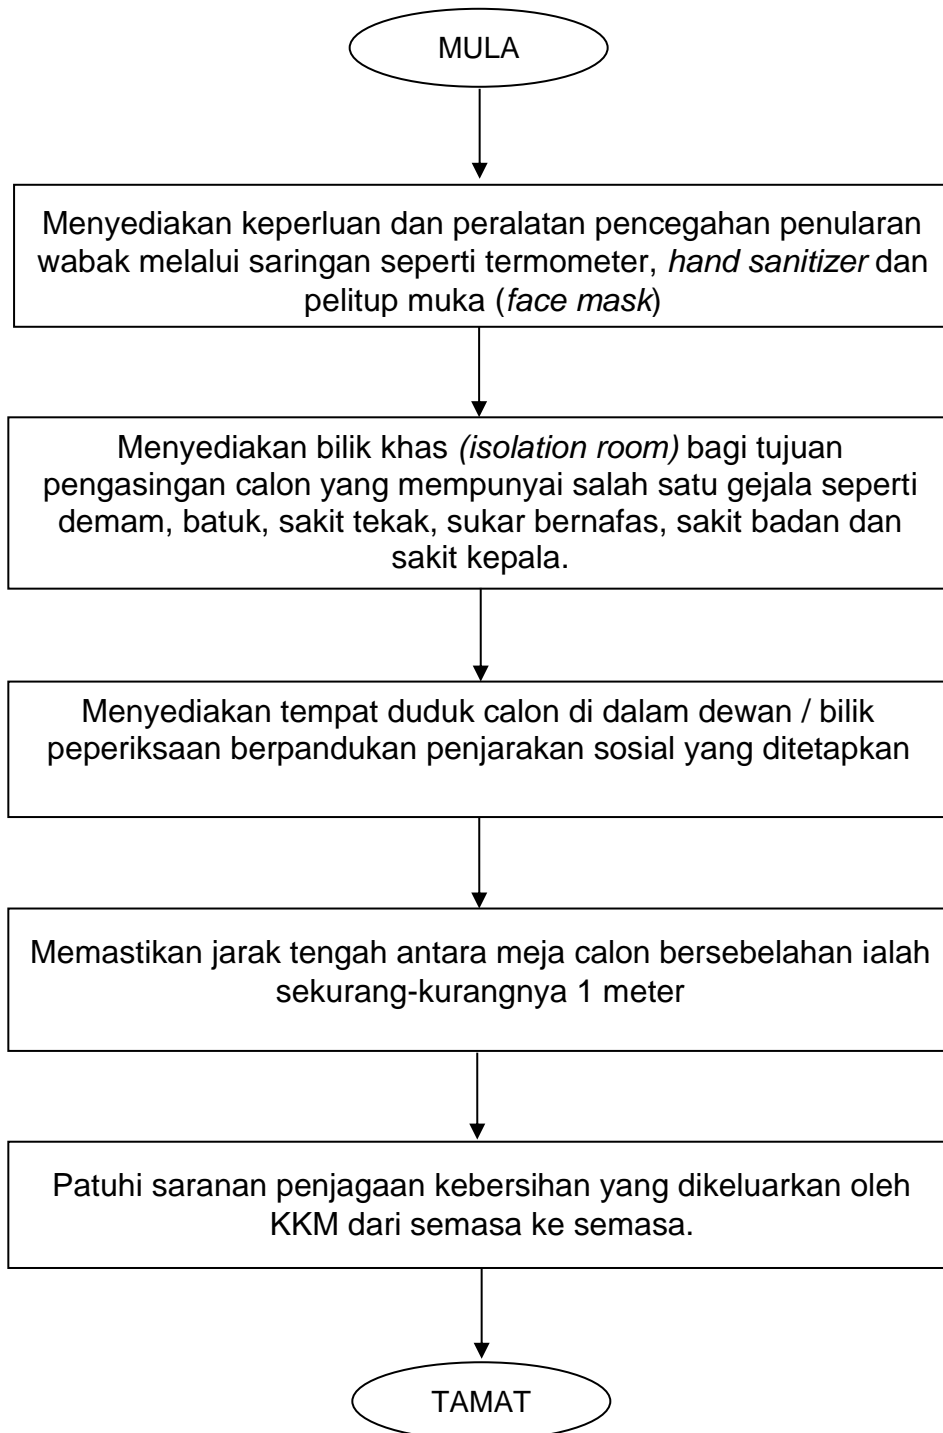 MULA
Menyediakan keperluan dan peralatan pencegahan penularan
wabak melalui saringan seperti termometer, hand sanitizer dan
pelitup muka (face mask)
Menyediakan bilik khas (isolation room) bagi tujuan
pengasingan calon yang mempunyai salah satu gejala seperti
demam, batuk, sakit tekak, sukar bernafas, sakit badan dan
sakit kepala.
Menyediakan tempat duduk calon di dalam dewan / bilik
peperiksaan berpandukan penjarakan sosial yang ditetapkan
Memastikan jarak tengah antara meja calon bersebelahan ialah
sekurang-kurangnya 1 meter
Patuhi saranan penjagaan kebersihan yang dikeluarkan oleh
KKM dari semasa ke semasa.
TAMAT